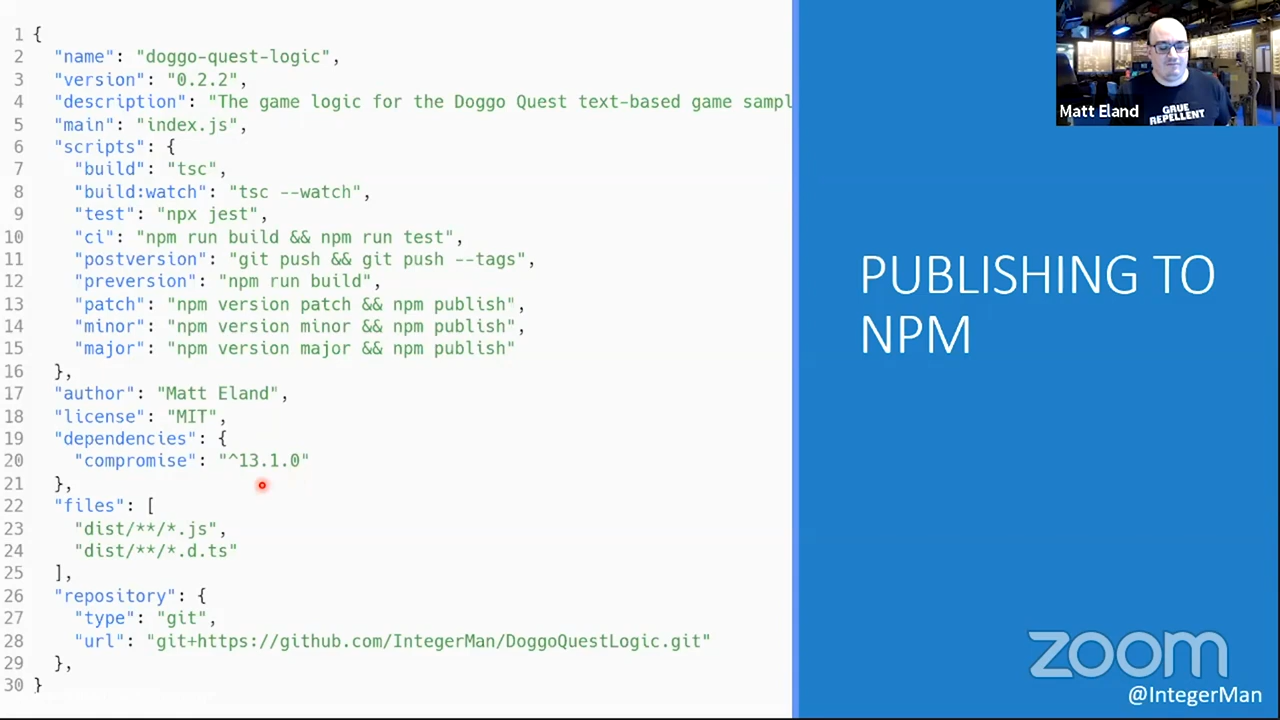 1 {
2 "name": "doggo-quest-logic",
3 "version": "0.2.2",
4 "description": "The game logic for the Doggo Quest text-based game sampl
5 "main": "index.js",
6 "scripts": {
7 "build": "tsc",
8 "build:watch": "tsc --watch",
9 "test": "npx jest",
10 "ci": "npm run build && npm run test",
11 "postversion": "git push && git push --tags",
12 "preversion": "npm run build",
13 "patch": "npm version patch && npm publish",
14 "minor": "npm version minor && npm publish",
15 "major": "npm version major && npm publish"
16 },
17 "author": "Matt Eland",
18 "license": "MIT",
19 "dependencies": {
20 "compromise": "^13.1.0"
21 },
22 "files": [
23 "dist/**/*.js",
24 "dist/**/*.d.ts"
25 ],
26 "repository": {
27 "type": "git",
28 "url": "git+https://github.com/IntegerMan/DoggoQuestLogic.git"
29 },
30 }
Matt Eland
GRUE
REPELLENT
PUBLISHING TO
NPM
zoom
@IntegerMan